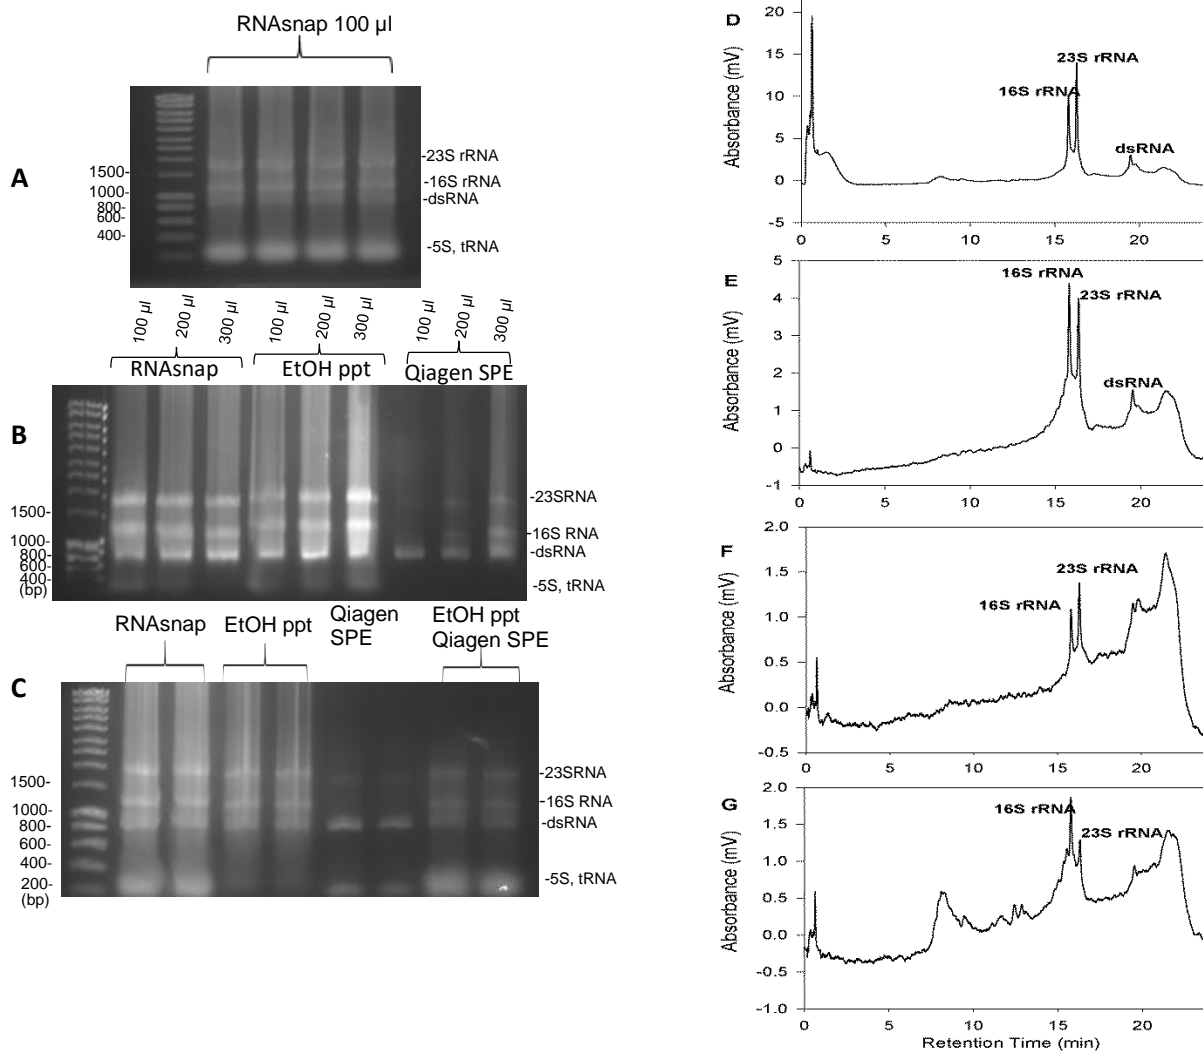 RNAsnap 100 µl
A
1500-
1000-
800-
600-
400-
-23S rRNA
-16S rRNA
-dsRNA
-5S, tRNA
100 µl
200 µl
300 µl
100 µl
200 µl
300 µl
100 µl
200 µl
300 µl
RNAsnap
EtOH ppt
Qiagen SPE
B
1500-
1000-
800-
600-
400-
(bp)
-23SRNA
-16S RNA
-dsRNA
-5S, tRNA
RNAsnap
EtOH ppt
Qiagen
SPE
EtOH ppt
Qiagen SPE
C
1500-
1000-
800-
600-
400-
200-
(bp)
-23SRNA
-16S RNA
-dsRNA
-5S, tRNA
D
Absorbance (mV)
20
15
10
5
0
-5
16S rRNA
23S rRNA
dsRNA
0 5 10 15 20
E
Absorbance (mV)
5
4
3
2
1
0
-1
16S rRNA
23S rRNA
dsRNA
0 5 10 15 20
F
Absorbance (mV)
2.0
1.5
1.0
0.5
0.0
-0.5
16S rRNA
23S rRNA
0 5 10 15 20
G
Absorbance (mV)
2.0
1.5
1.0
0.5
0.0
-0.5
-1.0
16S rRNA
23S rRNA
0 5 10 15 20
Retention Time (min)